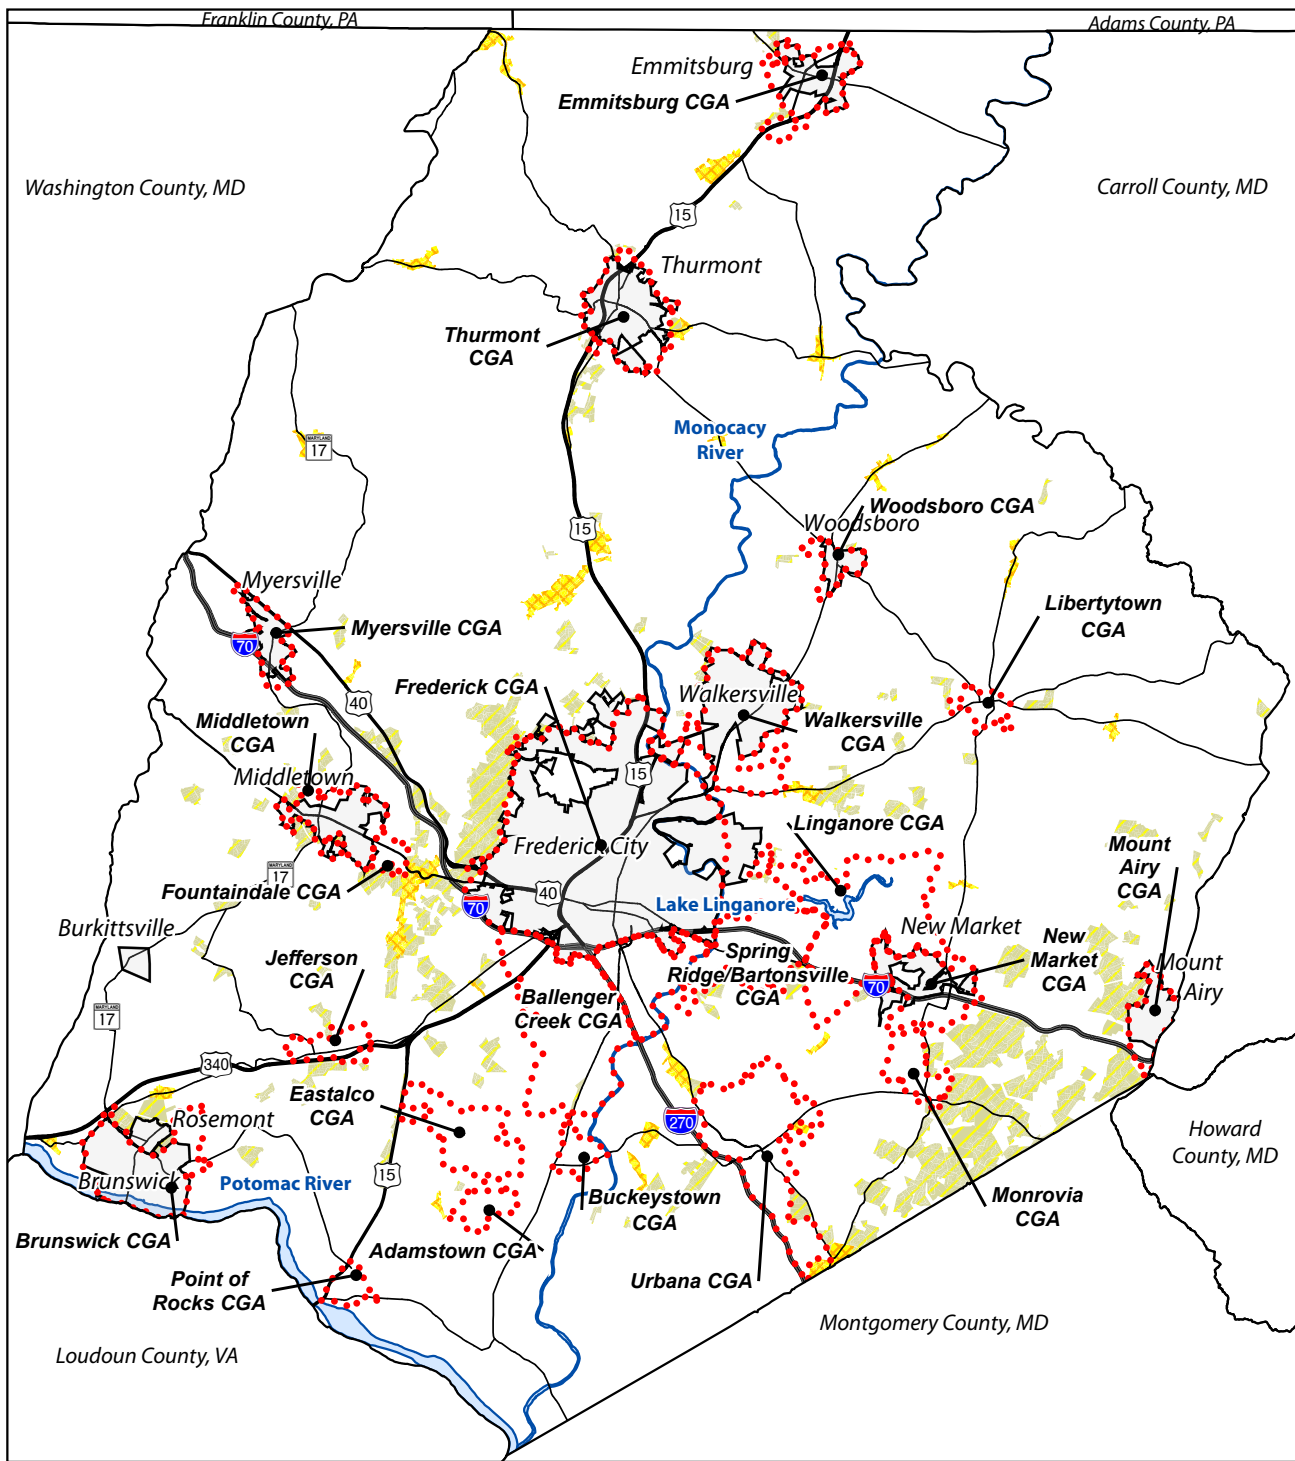 Franklin County, PA
Adams County, PA
Emmitsburg
Emmitsburg CGA
Washington County, MD
Carroll County, MD
15
Thurmont
Thurmont
CGA
Monocacy
River
MARYLAND
17
Woodsboro CGA
Woodsboro
15
Myersville
Libertytown
CGA
Myersville CGA
70
Frederick CGA
Walkersville
40
Middletown
CGA
Walkersville
CGA
Middletown
15
Linganore CGA
Frederick City
Mount
Airy
CGA
MARYLAND
17
Fountaindale CGA
40
70
Lake Linganore
Burkittsville
New Market
Jefferson
CGA
Spring
Ridge/Bartonsville
CGA
New
Market
CGA
Mount
Airy
70
Ballenger
Creek CGA
MARYLAND
17
340
Eastalco
CGA
Rosemont
270
Howard
County, MD
15
Brunswick
Potomac River
Buckeystown
CGA
Monrovia
CGA
Brunswick CGA
Adamstown CGA
Point of
Rocks CGA
Urbana CGA
Montgomery County, MD
Loudoun County, VA